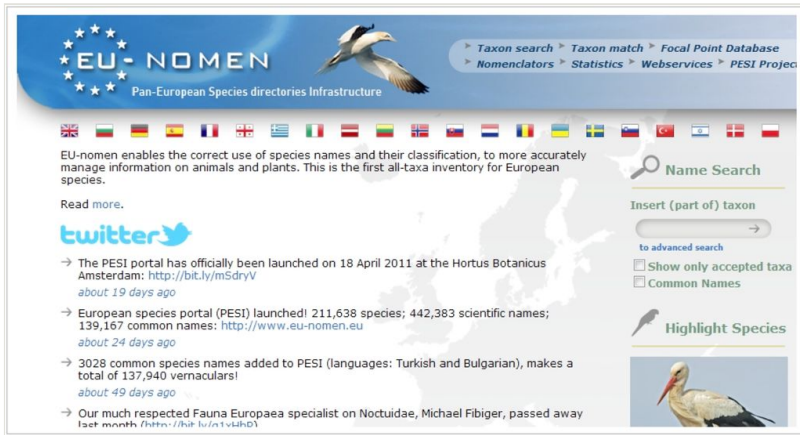 EU-NOMEN
Pan-European Species directories Infrastructure
Taxon search Taxon match Focal Point Database
Nomenclators Statistics Webservices PESI Projec
EU-nomen enables the correct use of species names and their classification, to more accurately
manage information on animals and plants. This is the first all-taxa inventory for European
species.
Read more.
twitter
The PESI portal has officially been launched on 18 April 2011 at the Hortus Botanicus
Amsterdam: http://bit.ly/mSdryV
about 19 days ago
European species portal (PESI) launched! 211,638 species; 442,383 scientific names;
139,167 common names: http://www.eu-nomen.eu
about 24 days ago
3028 common species names added to PESI (languages: Turkish and Bulgarian), makes a
total of 137,940 vernaculars!
about 49 days ago
Our much respected Fauna Europaea specialist on Noctuidae, Michael Fibiger, passed away
last month (http://bit.ly/g1xHbP)
Name Search
Insert (part of) taxon
to advanced search
Show only accepted taxa
Common Names
Highlight Species